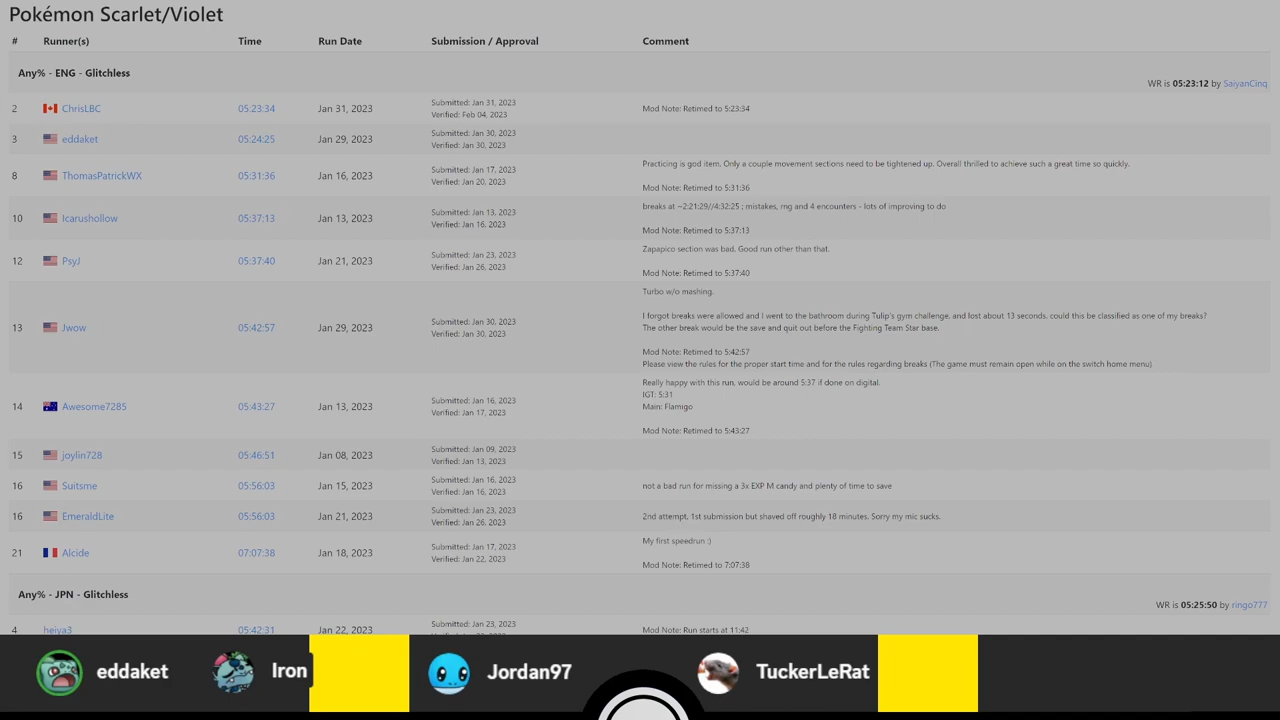 Pokémon Scarlet/Violet
# Runner(s) Time Run Date Submission / Approval Comment
Any% - ENG - Glitchless
WR is 05:23:12 by SaiyanCinq
2 ChrisLBC 05:23:34 Jan 31, 2023 Submitted: Jan 31, 2023 Mod Note: Retimed to 5:23:34
Verified: Feb 04, 2023
3 eddaket 05:24:25 Jan 29, 2023 Submitted: Jan 30, 2023
Verified: Jan 30, 2023
Practicing is god item. Only a couple movement sections need to be tightened up. Overall thrilled to achieve such a great time so quickly.
8 ThomasPatrickWX 05:31:36 Jan 16, 2023 Submitted: Jan 17, 2023
Verified: Jan 20, 2023
Mod Note: Retimed to 5:31:36
breaks at ~2:21:29//4:32:25 ; mistakes, rng and 4 encounters - lots of improving to do
10 Icarushollow 05:37:13 Jan 13, 2023 Submitted: Jan 13, 2023
Verified: Jan 16, 2023
Mod Note: Retimed to 5:37:13
Zapapico section was bad. Good run other than that.
12 PsyJ 05:37:40 Jan 21, 2023 Submitted: Jan 23, 2023
Verified: Jan 26, 2023
Mod Note: Retimed to 5:37:40
Turbo w/o mashing.
I forgot breaks were allowed and I went to the bathroom during Tulip's gym challenge, and lost about 13 seconds. could this be classified as one of my breaks?
13 Jwow 05:42:57 Jan 29, 2023 Submitted: Jan 30, 2023
Verified: Jan 30, 2023
The other break would be the save and quit out before the Fighting Team Star base.
Mod Note: Retimed to 5:42:57
Please view the rules for the proper start time and for the rules regarding breaks (The game must remain open while on the switch home menu)
Really happy with this run, would be around 5:37 if done on digital.
IGT: 5:31
14 Awesome7285 05:43:27 Jan 13, 2023 Submitted: Jan 16, 2023
Verified: Jan 17, 2023
Main: Flamigo
Mod Note: Retimed to 5:43:27
15 joylin728 05:46:51 Jan 08, 2023 Submitted: Jan 09, 2023
Verified: Jan 13, 2023
16 Suitsme 05:56:03 Jan 15, 2023 Submitted: Jan 16, 2023 not a bad run for missing a 3x EXP M candy and plenty of time to save
Verified: Jan 16, 2023
16 EmeraldLite 05:56:03 Jan 21, 2023 Submitted: Jan 23, 2023 2nd attempt, 1st submission but shaved off roughly 18 minutes. Sorry my mic sucks.
Verified: Jan 26, 2023
My first speedrun :)
21 Alcide 07:07:38 Jan 18, 2023 Submitted: Jan 17, 2023
Verified: Jan 22, 2023
Mod Note: Retimed to 7:07:38
Any% - JPN - Glitchless
WR is 05:25:50 by ringo777
4 heiya3 05:42:31 Jan 22, 2023 Submitted: Jan 23, 2023 Mod Note: Run starts at 11:42
eddaket Iron Jordan97 TuckerLeRat